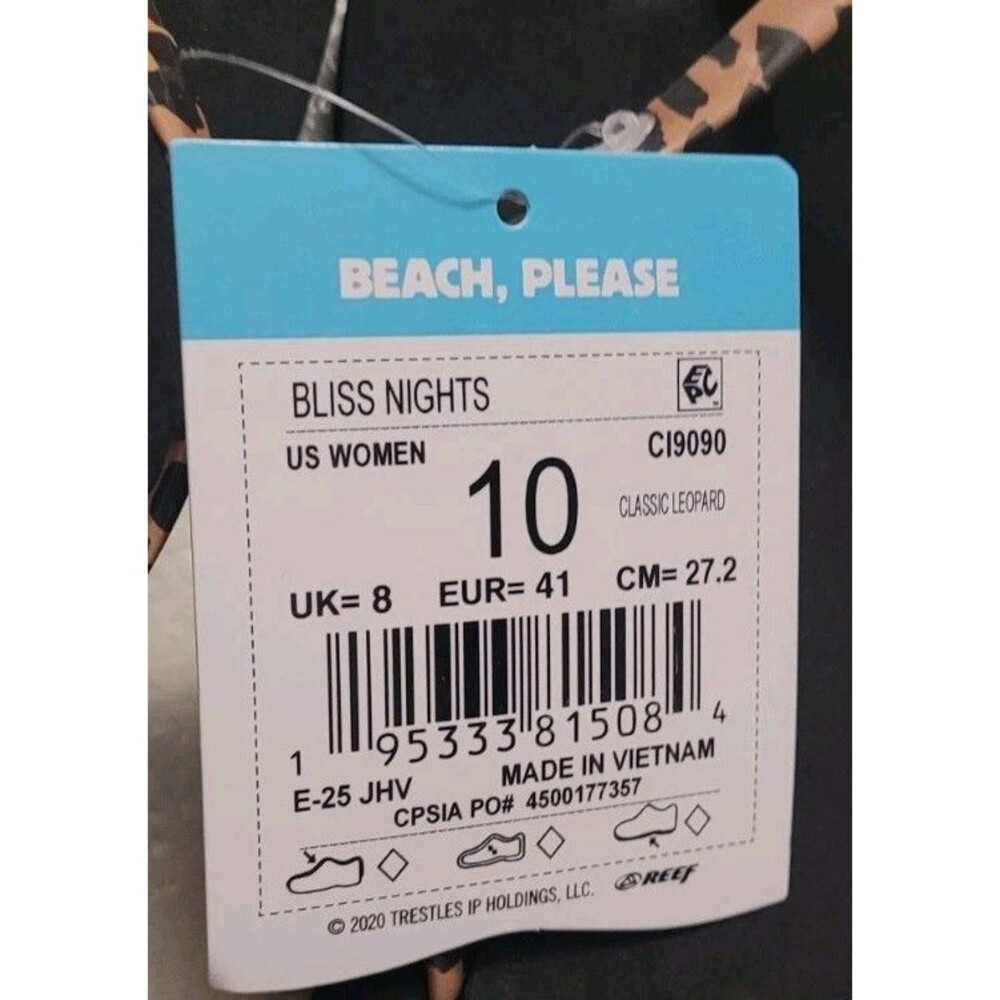 BEACH, PLEASE
BLISS NIGHTS
EPC
US WOMEN
CI9090
10
CLASSIC LEOPARD
UK= 8 EUR= 41 CM= 27.2
1 95333 81508 4
E-25 JHV
MADE IN VIETNAM
CPSIA PO# 4500177357
REEF
© 2020 TRESTLES IP HOLDINGS, LLC.